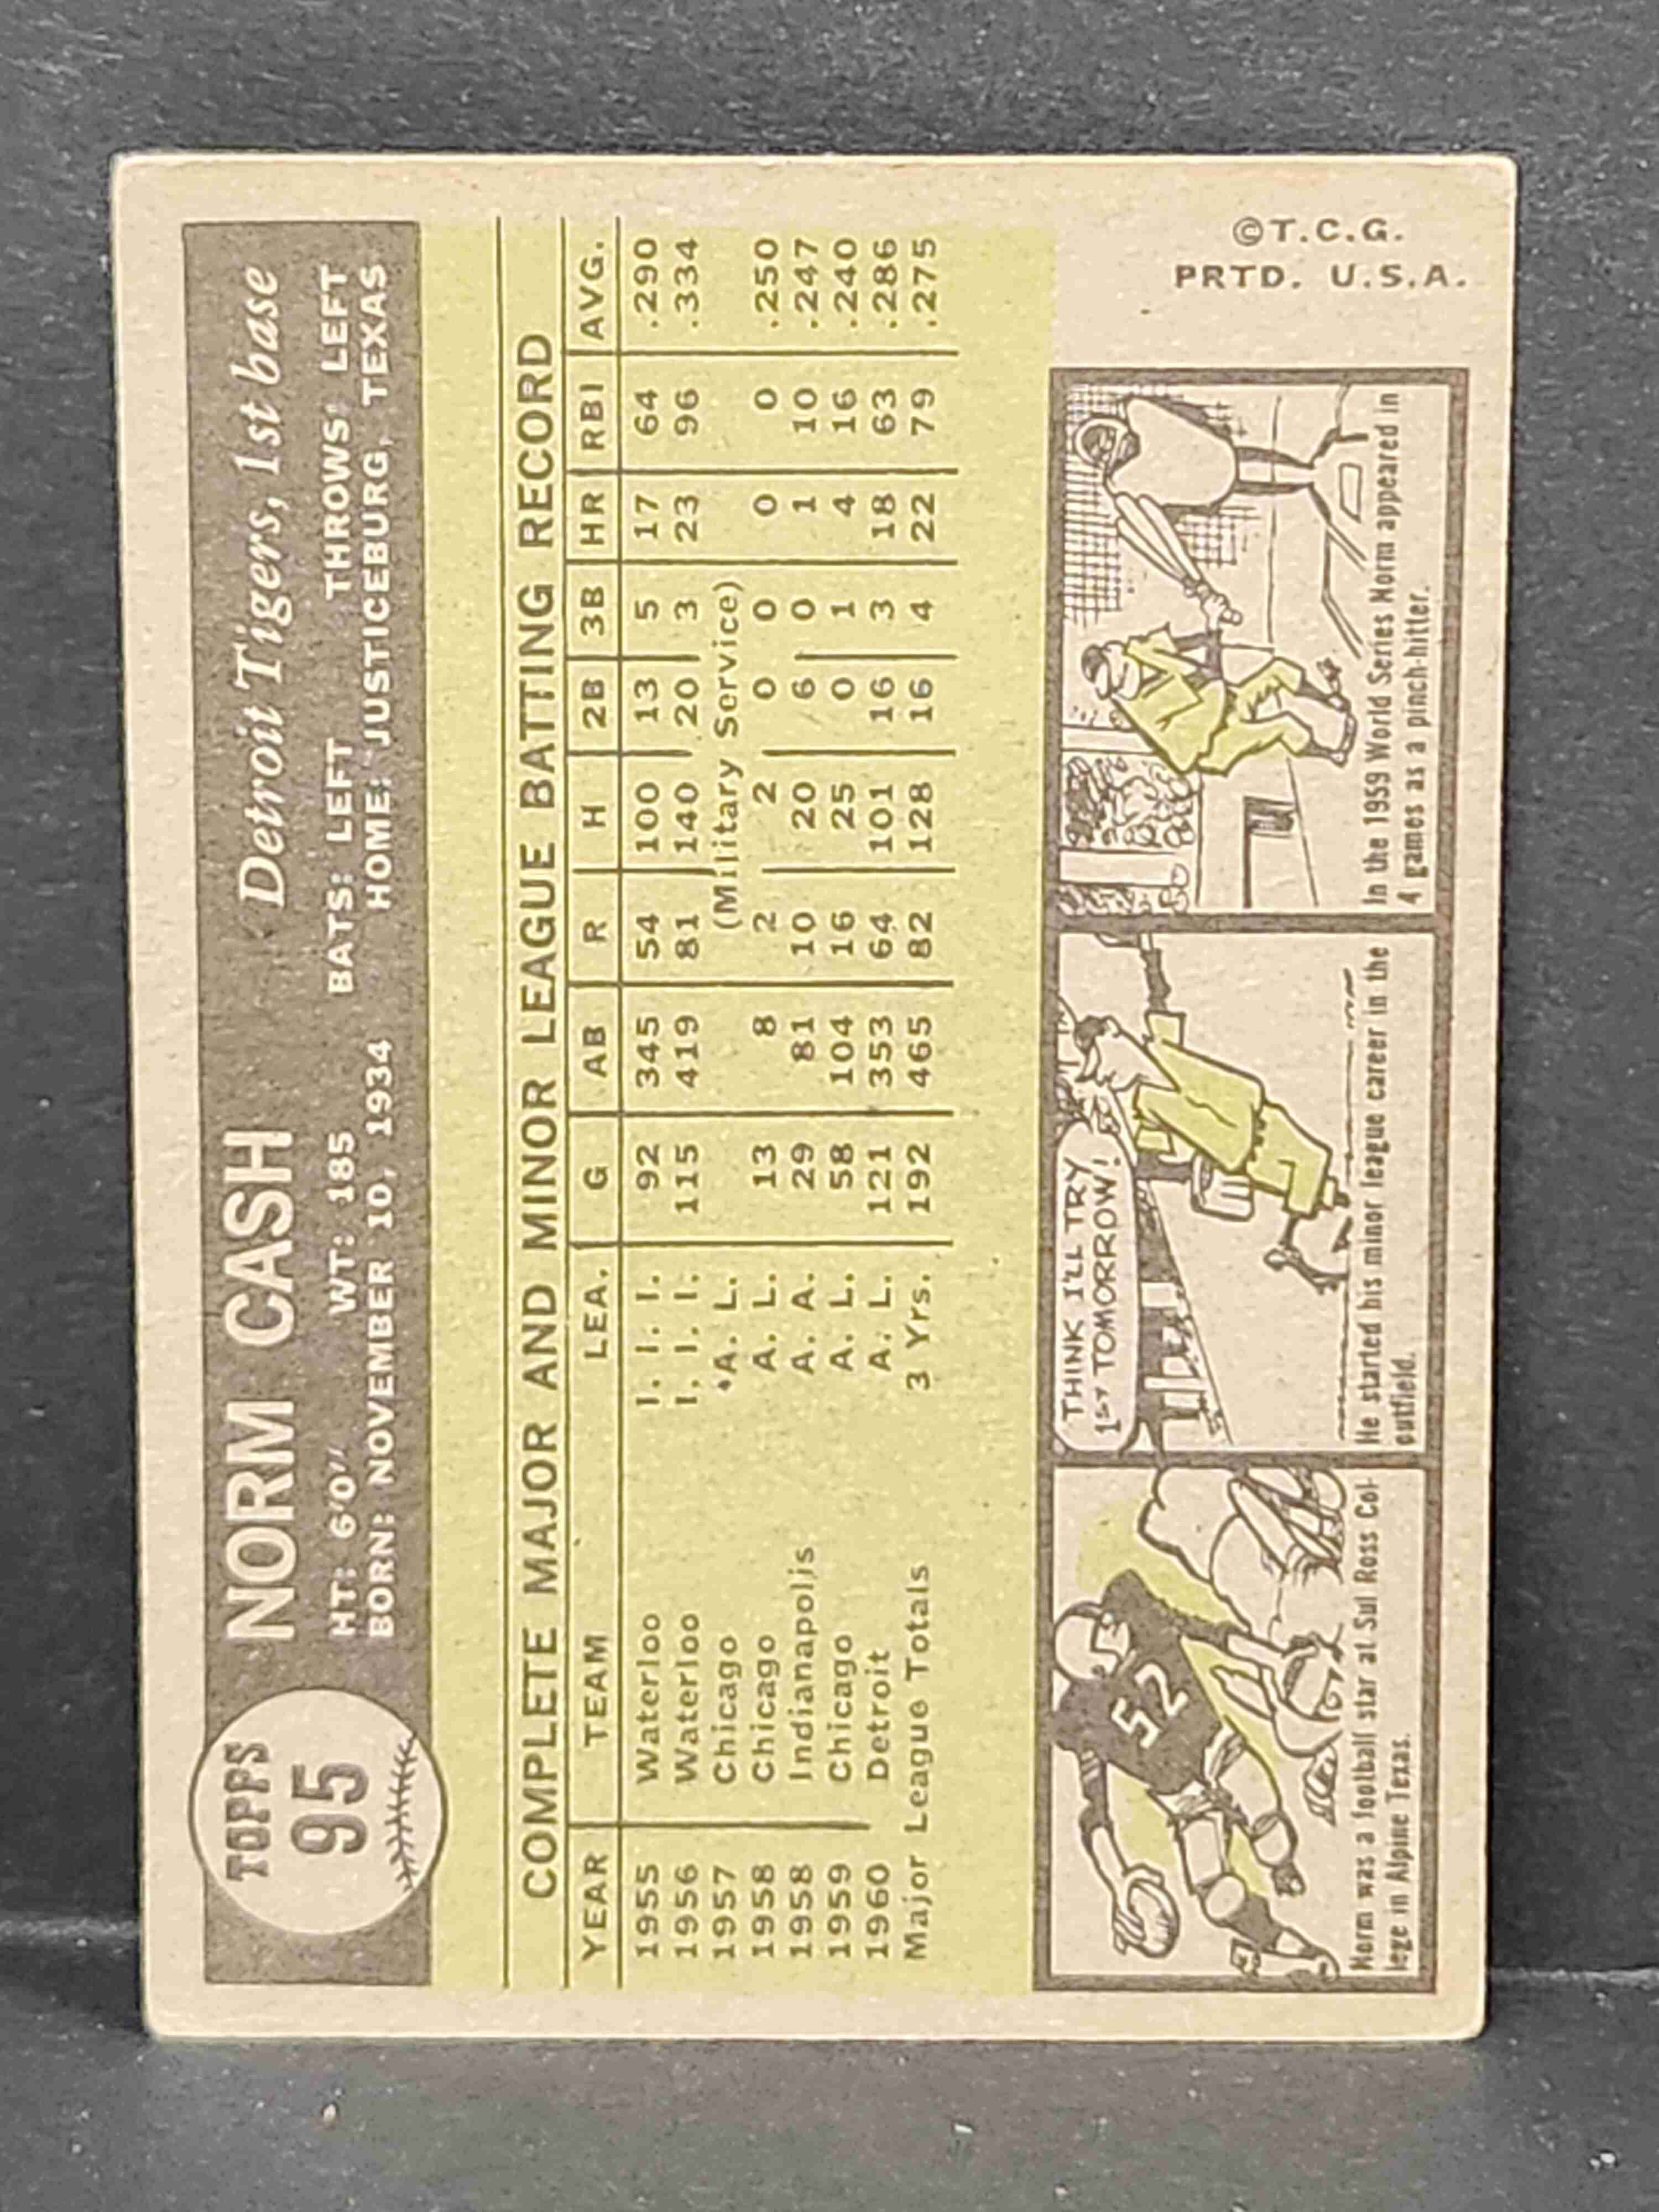 TOPPS
95
NORM CASH
Detroit Tigers, 1st base
HT: 6'0" WT: 185 BATS: LEFT THROWS: LEFT
BORN: NOVEMBER 10, 1934 HOME: JUSTICEBURG, TEXAS
COMPLETE MAJOR AND MINOR LEAGUE BATTING RECORD
YEAR TEAM LEA. G AB R H 2B 3B HR RBI AVG.
1955 Waterloo I. I. I. 92 345 54 100 13 5 17 64 .290
1956 Waterloo I. I. I. 115 419 81 140 20 3 23 96 .334
1957 Chicago *A. L. (Military Service)
1958 Chicago A. L. 13 8 2 2 0 0 0 0 .250
1958 Indianapolis A. A. 29 81 10 20 6 0 1 10 .247
1959 Chicago A. L. 58 104 16 25 0 1 4 16 .240
1960 Detroit A. L. 121 353 64 101 16 3 18 63 .286
Major League Totals 3 Yrs. 192 465 82 128 16 4 22 79 .275
52
Norm was a football star at Sul Ross Col-
lege in Alpine Texas.
THINK I'LL TRY
1ST TOMORROW!
He started his minor league career in the
outfield.
In the 1959 World Series Norm appeared in
4 games as a pinch-hitter.
©T.C.G.
PRTD. U.S.A.